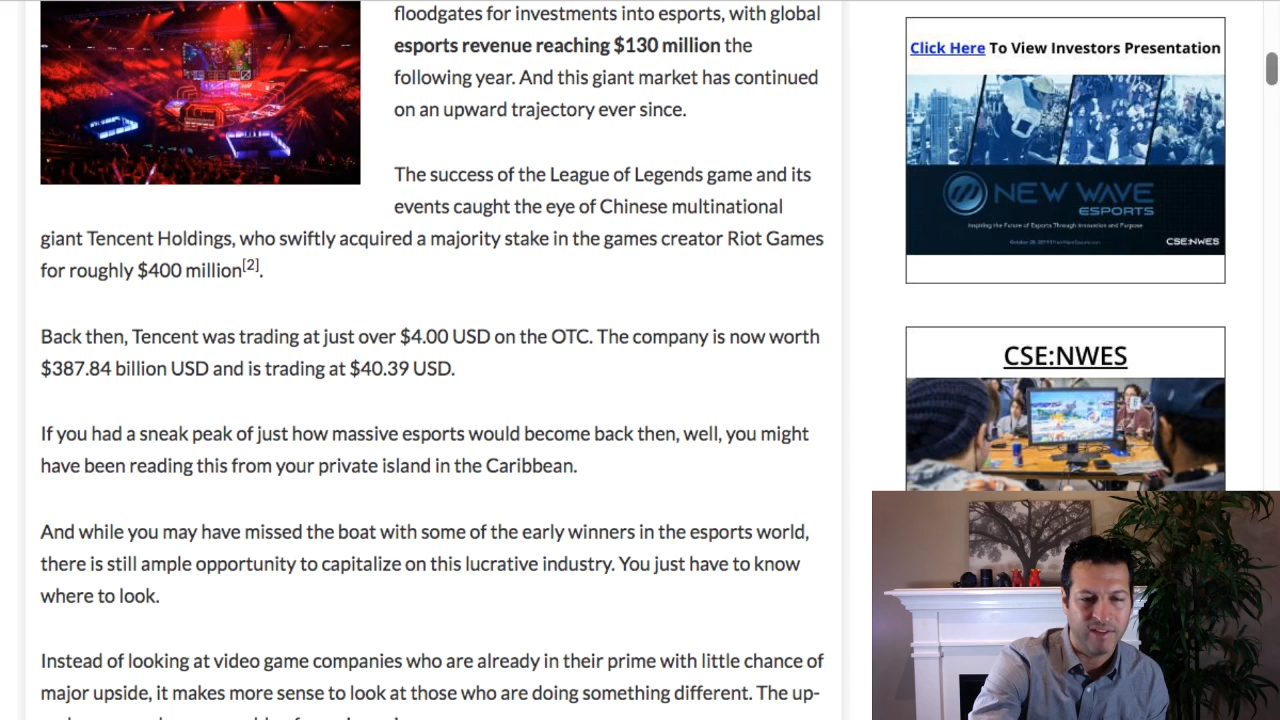 floodgates for investments into esports, with global
esports revenue reaching $130 million the
following year. And this giant market has continued
on an upward trajectory ever since.
The success of the League of Legends game and its
events caught the eye of Chinese multinational
giant Tencent Holdings, who swiftly acquired a majority stake in the games creator Riot Games
for roughly $400 million[2].
Back then, Tencent was trading at just over $4.00 USD on the OTC. The company is now worth
$387.84 billion USD and is trading at $40.39 USD.
If you had a sneak peak of just how massive esports would become back then, well, you might
have been reading this from your private island in the Caribbean.
And while you may have missed the boat with some of the early winners in the esports world,
there is still ample opportunity to capitalize on this lucrative industry. You just have to know
where to look.
Instead of looking at video game companies who are already in their prime with little chance of
major upside, it makes more sense to look at those who are doing something different. The up-
Click Here To View Investors Presentation
NEW WAVE
ESPORTS
Inspiring the Future of Esports Through Innovation and Purpose
CSE:NWES
CSE:NWES